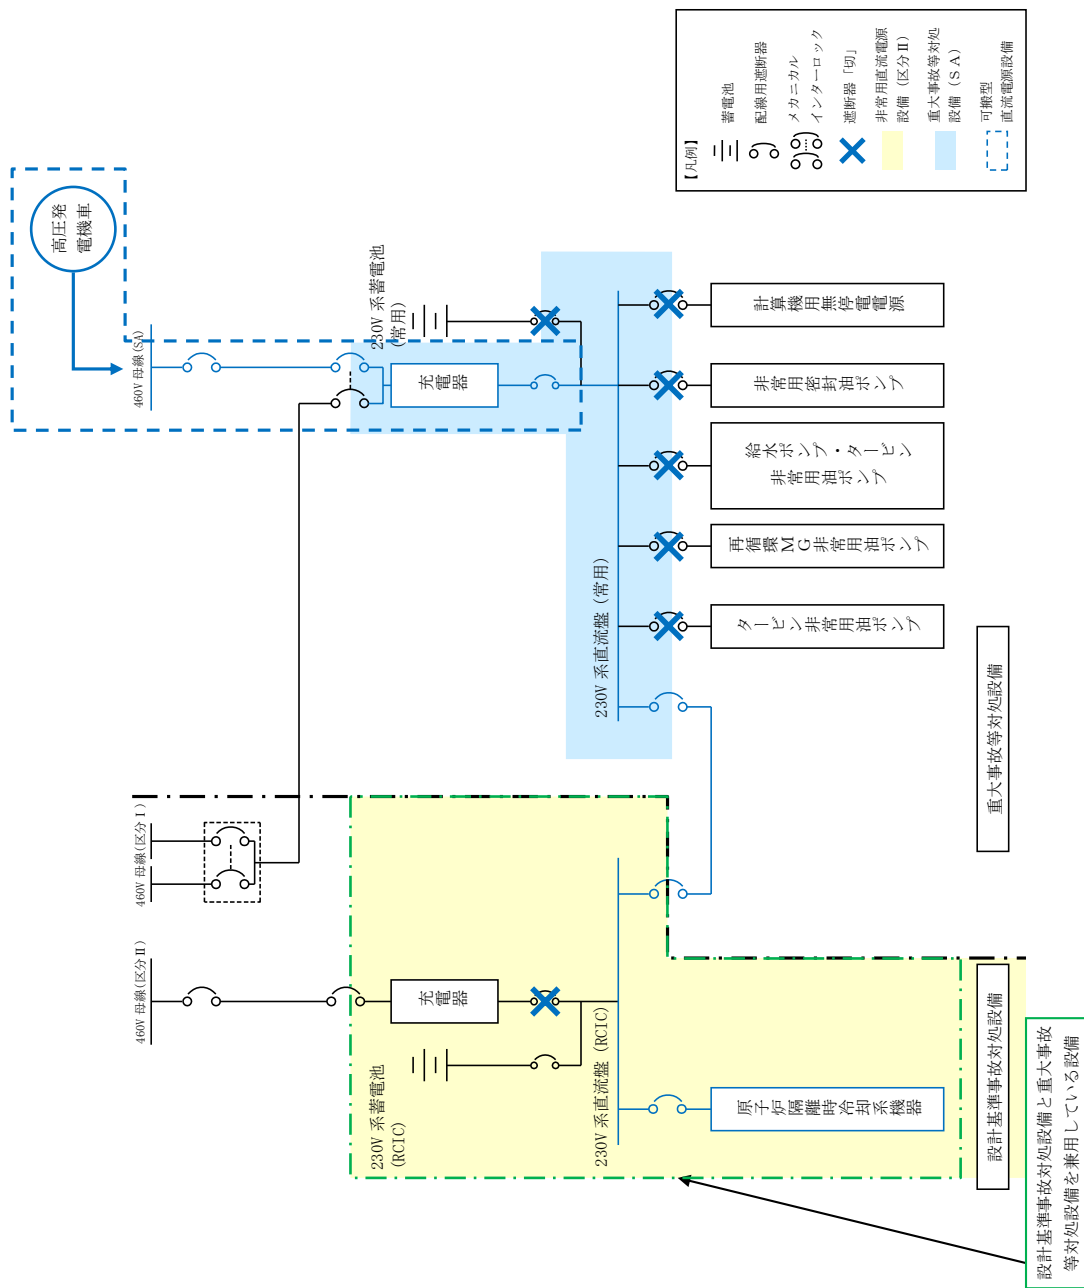 460V 母線(区分Ⅱ)
460V 母線(区分Ⅰ)
460V 母線(SA)
高圧発
電機車
230V 系蓄電池
(RCIC)
充電器
充電器
230V 系蓄電池
(常用)
230V 系直流盤 (RCIC)
230V 系直流盤 (常用)
原子炉隔離時冷却系機器
タービン非常用油ポンプ
再循環MG非常用油ポンプ
給水ポンプ・タービン
非常用油ポンプ
非常用密封油ポンプ
計算機用無停電電源
設計基準事故対処設備
重大事故等対処設備
設計基準事故対処設備と重大事故
等対処設備を兼用している設備
【凡例】
蓄電池
配線用遮断器
メカニカル
インターロック
遮断器「切」
非常用直流電源
設備 (区分Ⅱ)
重大事故等対処
設備 (SA)
可搬型
直流電源設備